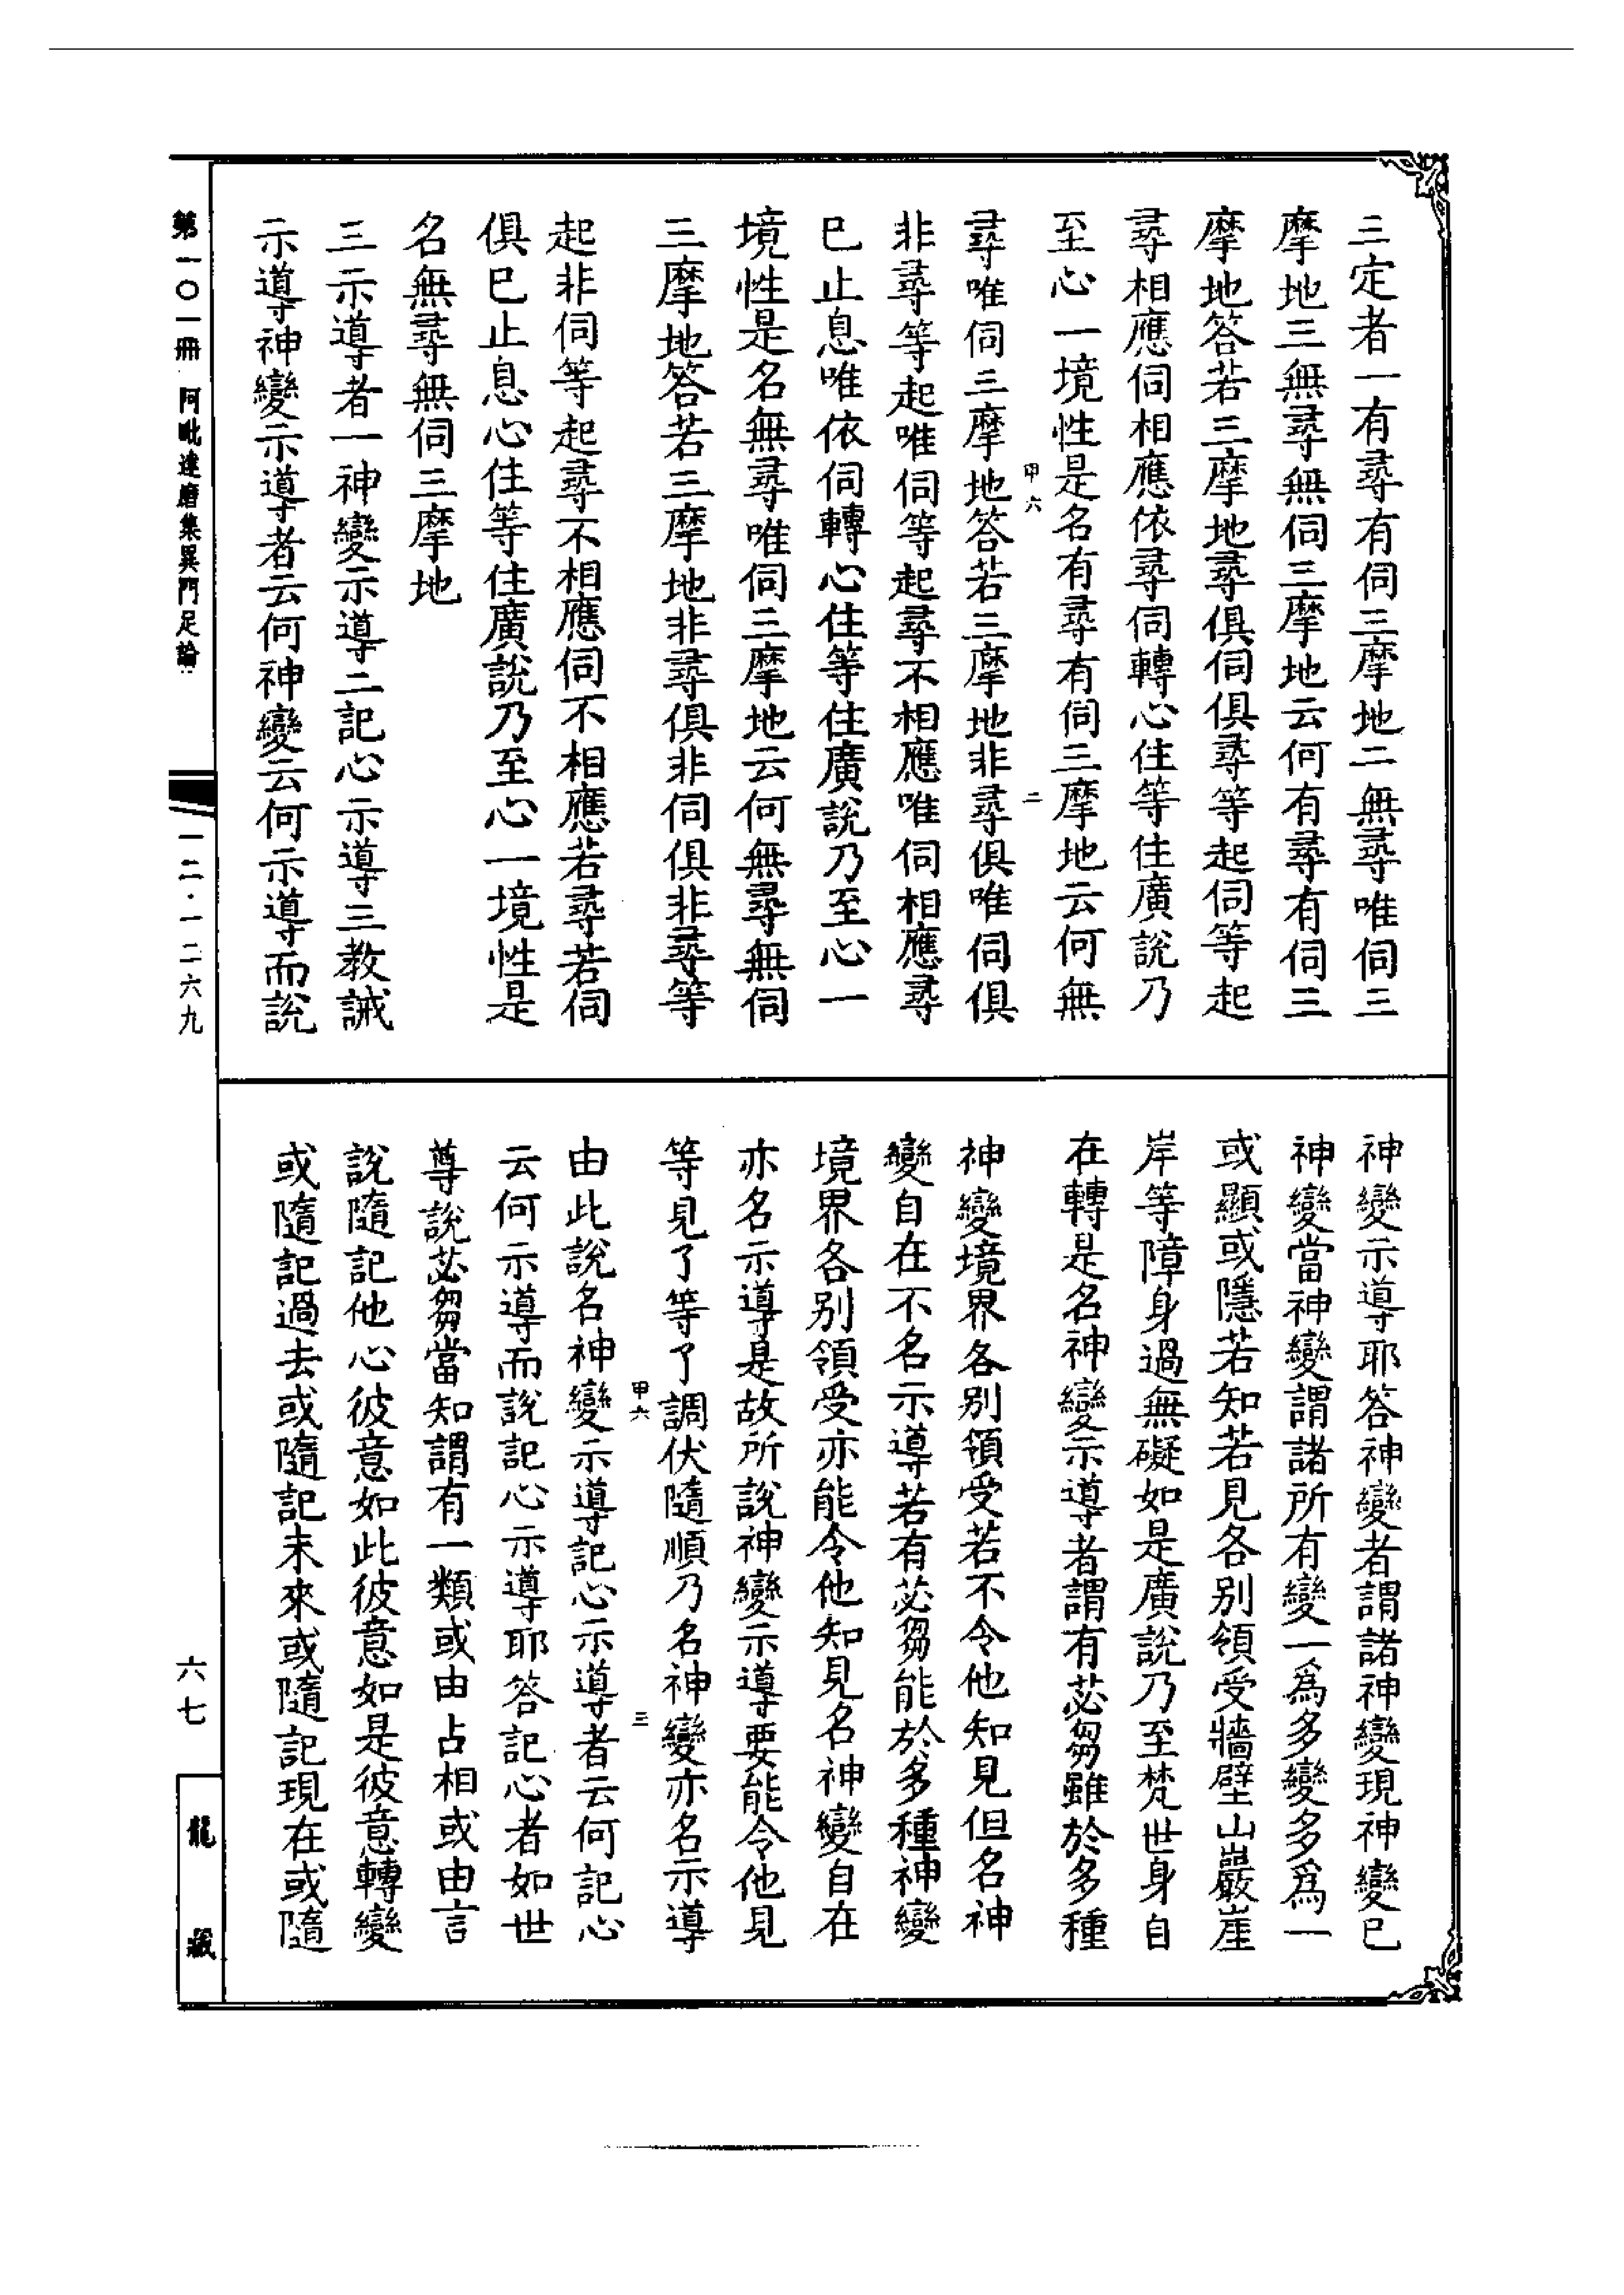 三定者一有尋有伺三摩地二無尋唯伺三
摩地三無尋無伺三摩地云何有尋有伺三
摩地答若三摩地尋俱伺俱尋等起伺等起
尋相應伺相應依尋伺轉心住等住廣說乃
至心一境性是名有尋有伺三摩地云何無
甲六 二
尋唯伺三摩地答若三摩地非尋俱唯伺俱
非尋等起唯伺等起尋不相應唯伺相應尋
巳止息唯依伺轉心住等住廣說乃至心一
境性是名無尋唯伺三摩地云何無尋無伺
三摩地答若三摩地非尋俱非伺俱非尋等
起非伺等起尋不相應伺不相應若尋若伺
俱巳止息心住等住廣說乃至心一境性是
名無尋無伺三摩地
三示導者一神變示導二記心示導三教誡
示導神變示導者云何神變云何示導而說
神變示導耶答神變者謂諸神變現神變巳
神變當神變謂諸所有變一爲多變多爲一
或顯或隱若知若見各別領受牆壁山巖崖
岸等障身過無礙如是廣說乃至梵世身自
在轉是名神變示導者謂有苾芻雖於多種
神變境界各別領受若不令他知見但名神
變自在不名示導若有苾芻能於多種神變
境界各別領受亦能令他知見名神變自在
亦名示導是故所說神變示導要能令他見
等見了等了調伏隨順乃名神變亦名示導
甲六 三
由此說名神變示導記心示導者云何記心
云何示導而說記心示導耶答記心者如世
尊說苾芻當知謂有一類或由占相或由言
說隨記他心彼意如此彼意如是彼意轉變
或隨記過去或隨記未來或隨記現在或隨
第一〇一冊 阿毗達磨集異門足論
一二·一二六九
六七
龍藏